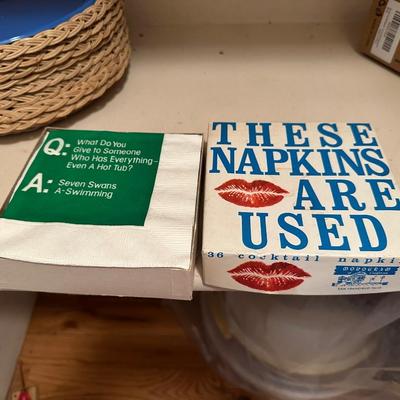 Q: What Do You
Give to Someone
Who Has Everything–
Even A Hot Tub?
A: Seven Swans
A-Swimming
THESE
NAPKINS
ARE
USED
36 cocktail napki
MONOGRAM